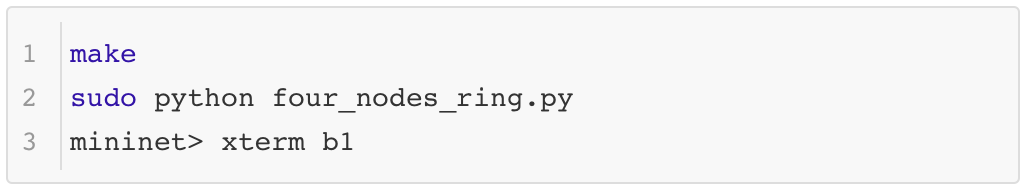 1 make
2 sudo python four_nodes_ring.py
3 mininet> xterm b1